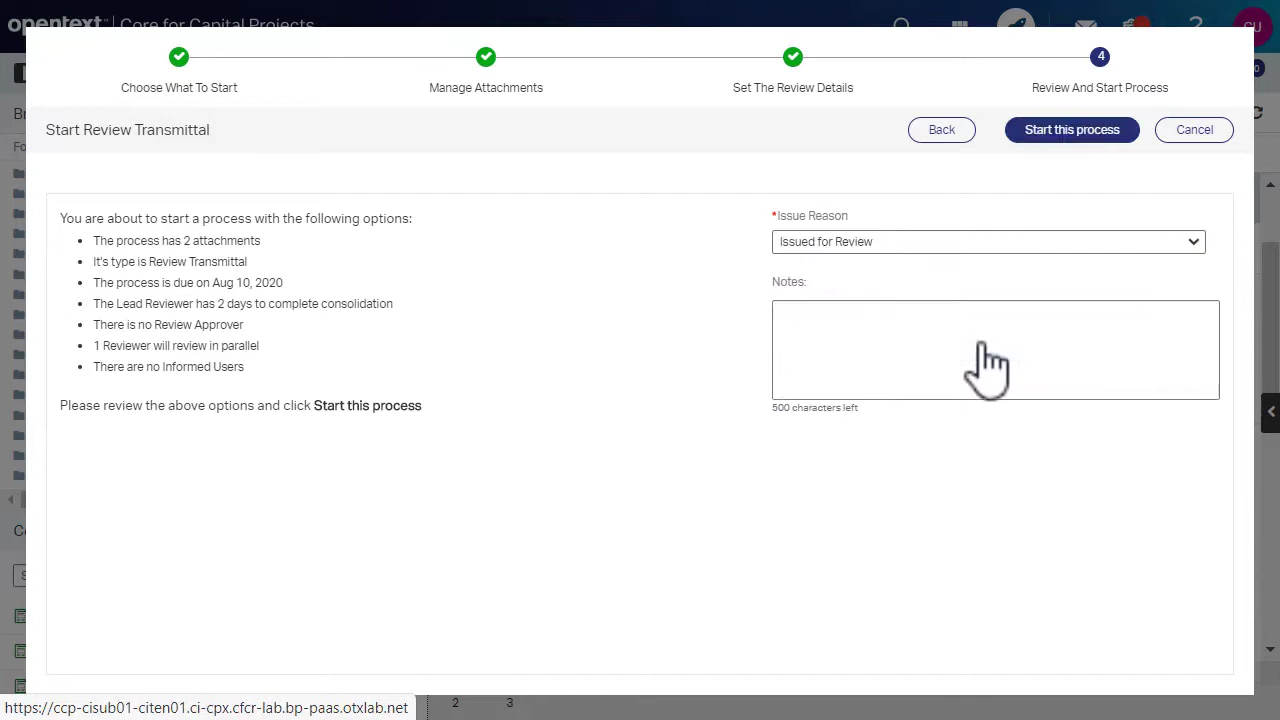 opentext™ | Core for Capital Projects
CU
4
Choose What To Start
Manage Attachments
Set The Review Details
Review And Start Process
Start Review Transmittal
Back
Start this process
Cancel
You are about to start a process with the following options:
*Issue Reason
The process has 2 attachments
Issued for Review
It's type is Review Transmittal
The process is due on Aug 10, 2020
Notes:
The Lead Reviewer has 2 days to complete consolidation
There is no Review Approver
1 Reviewer will review in parallel
There are no Informed Users
Please review the above options and click Start this process
500 characters left
https://ccp-cisub01-citen01.ci-cpx.cfcr-lab.bp-paas.otxlab.net
2 3